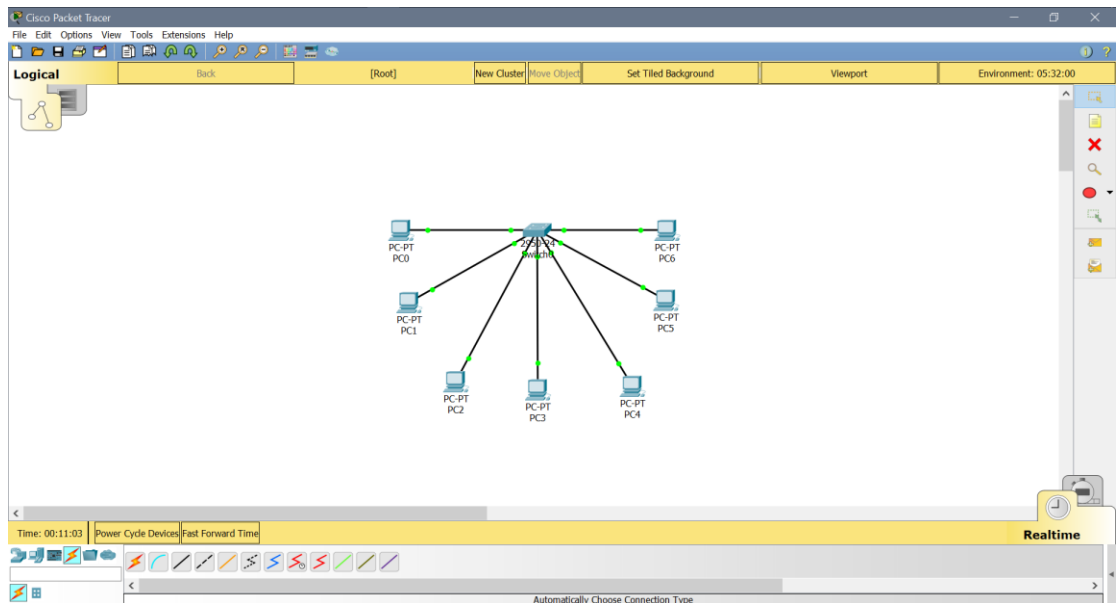 Cisco Packet Tracer
File Edit Options View Tools Extensions Help
Logical Back [Root] New Cluster Move Object Set Tiled Background Viewport Environment: 05:32:00
PC-PT
PC0
2950-24
Switch0
PC-PT
PC6
PC-PT
PC1
PC-PT
PC5
PC-PT
PC2
PC-PT
PC3
PC-PT
PC4
Time: 00:11:03 Power Cycle Devices Fast Forward Time Realtime
Automatically Choose Connection Type